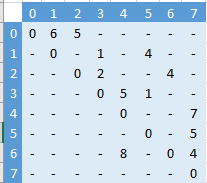 0 1 2 3 4 5 6 7
0 0 6 5 - - - - -
1 - 0 - 1 - 4 - -
2 - - 0 2 - - 4 -
3 - - - 0 5 1 - -
4 - - - - 0 - - 7
5 - - - - - 0 - 5
6 - - - - 8 - 0 4
7 - - - - - - - 0